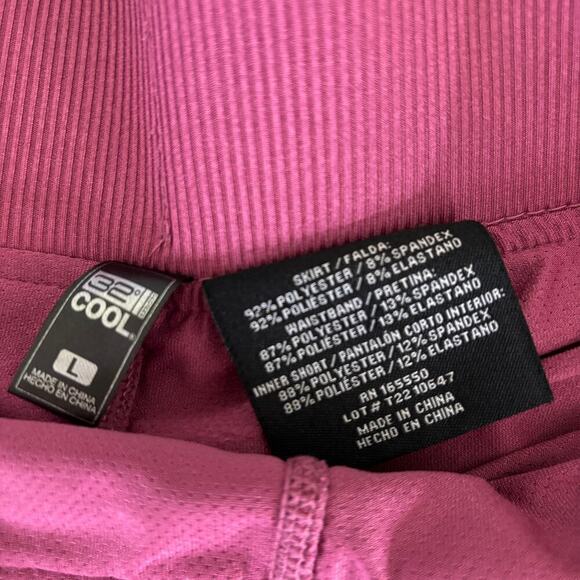 32°
COOL®
L
MADE IN CHINA
HECHO EN CHINA
SKIRT/FALDA:
92% POLYESTER / 8% SPANDEX
92% POLIÉSTER / 8% ELASTANO
WAISTBAND / PRETINA:
87% POLYESTER / 13% SPANDEX
87% POLIÉSTER / 13% ELASTANO
INNER SHORT / PANTALÓN CORTO INTERIOR:
88% POLYESTER / 12% SPANDEX
88% POLIÉSTER / 12% ELASTANO
RN 165550
LOT # T2210647
MADE IN CHINA
HECHO EN CHINA